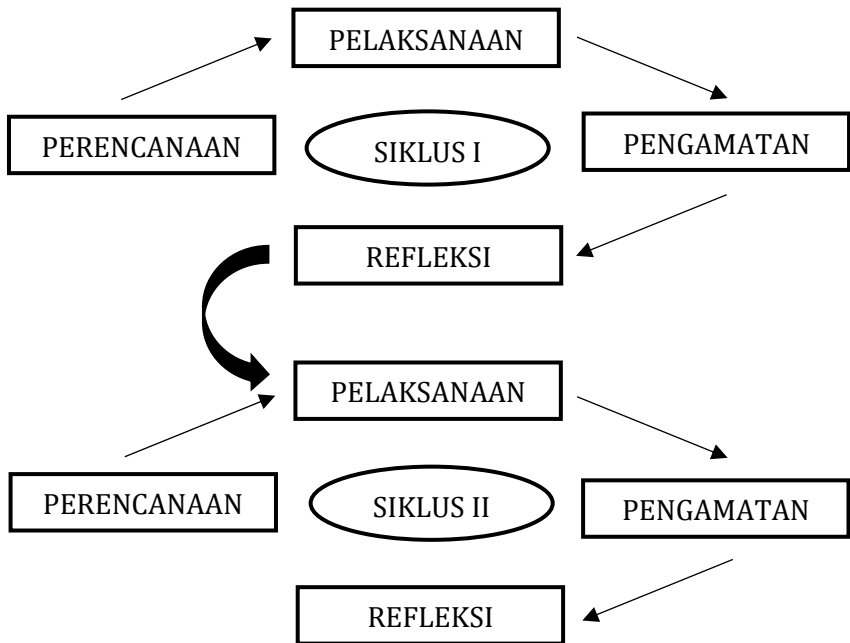 PELAKSANAAN
PERENCANAAN
SIKLUS I
PENGAMATAN
REFLEKSI
PELAKSANAAN
PERENCANAAN
SIKLUS II
PENGAMATAN
REFLEKSI